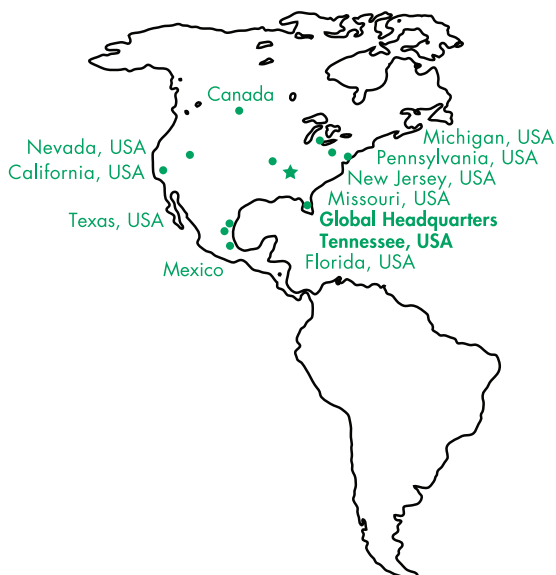 Canada
Nevada, USA
California, USA
Texas, USA
Mexico
Michigan, USA
Pennsylvania, USA
New Jersey, USA
Missouri, USA
Global Headquarters
Tennessee, USA
Florida, USA